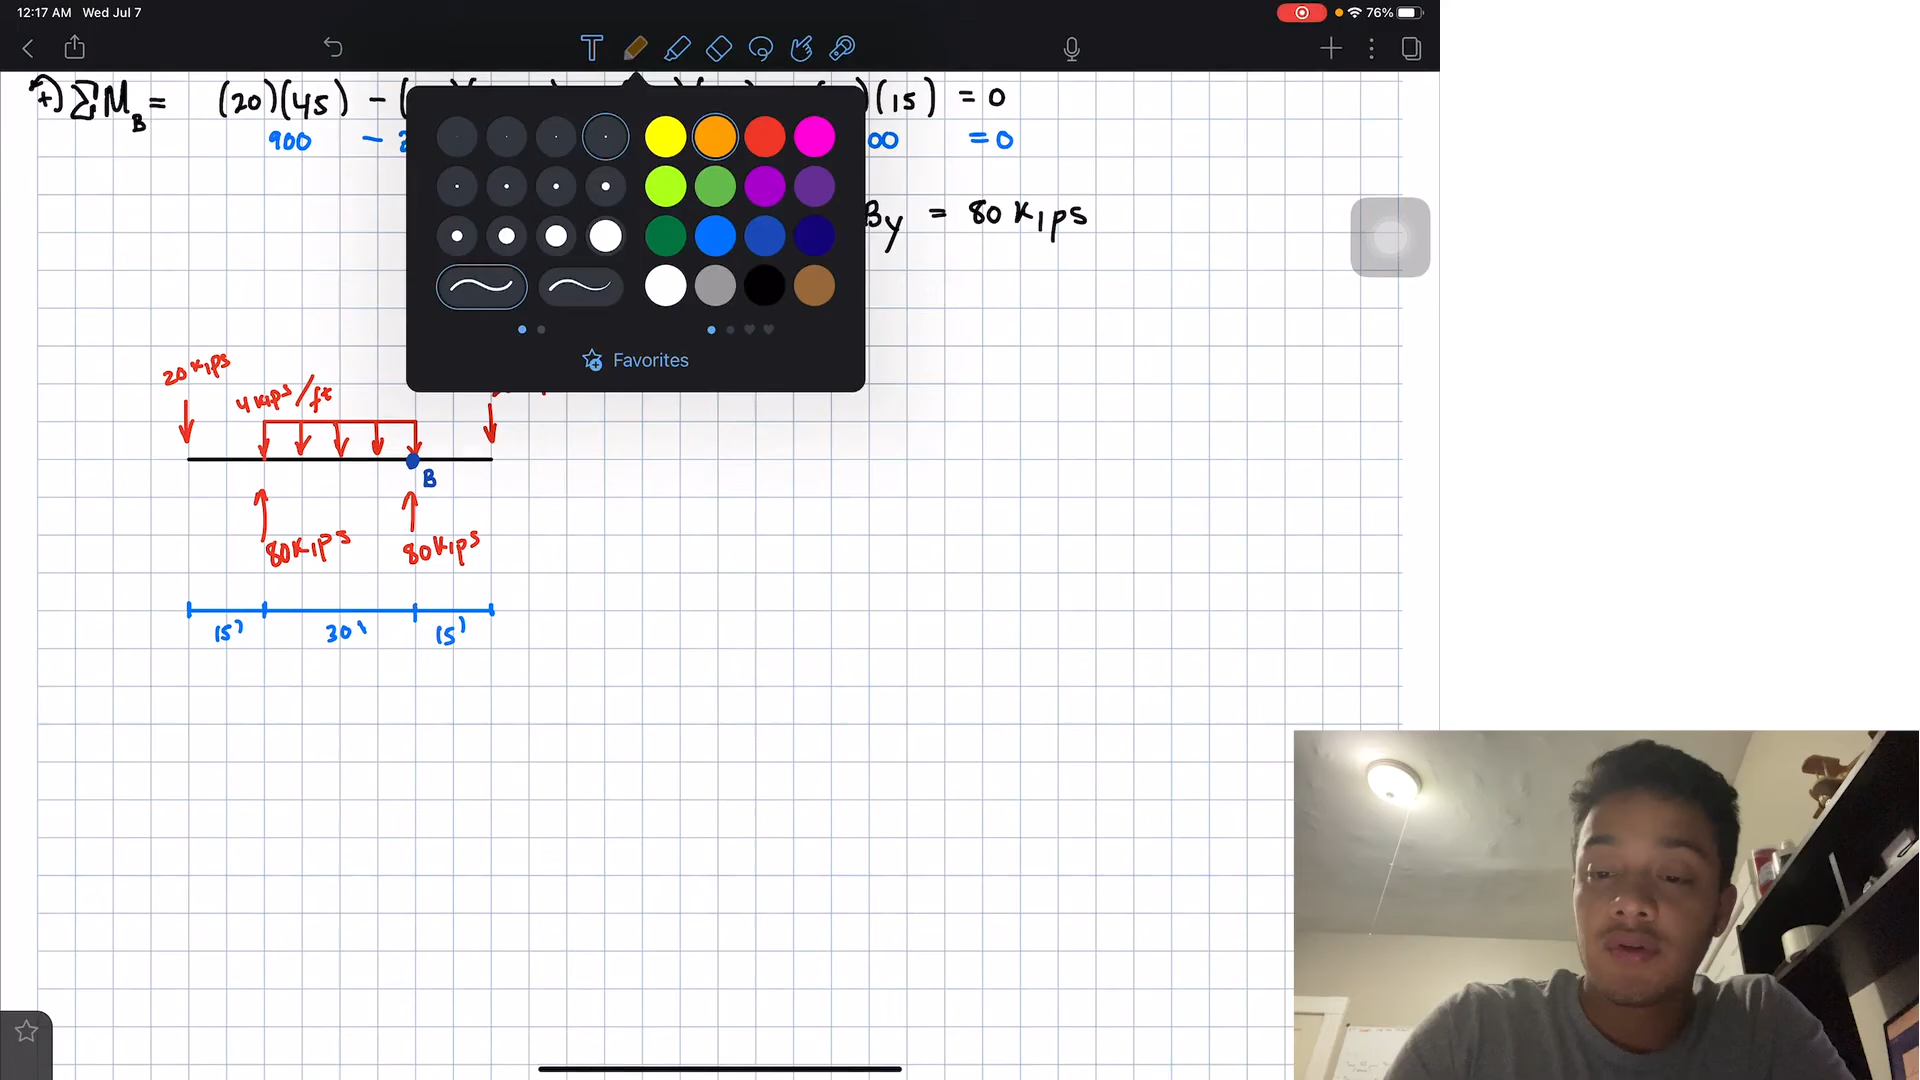 12:17 AM Wed Jul 7
76%
+) ΣM_B = (20)(45) - ( )(15) = 0
900 - 00 = 0
By = 80 Kips
Favorites
20 Kips
4 Kips/ft
B
80 Kips 80 Kips
15' 30' 15'